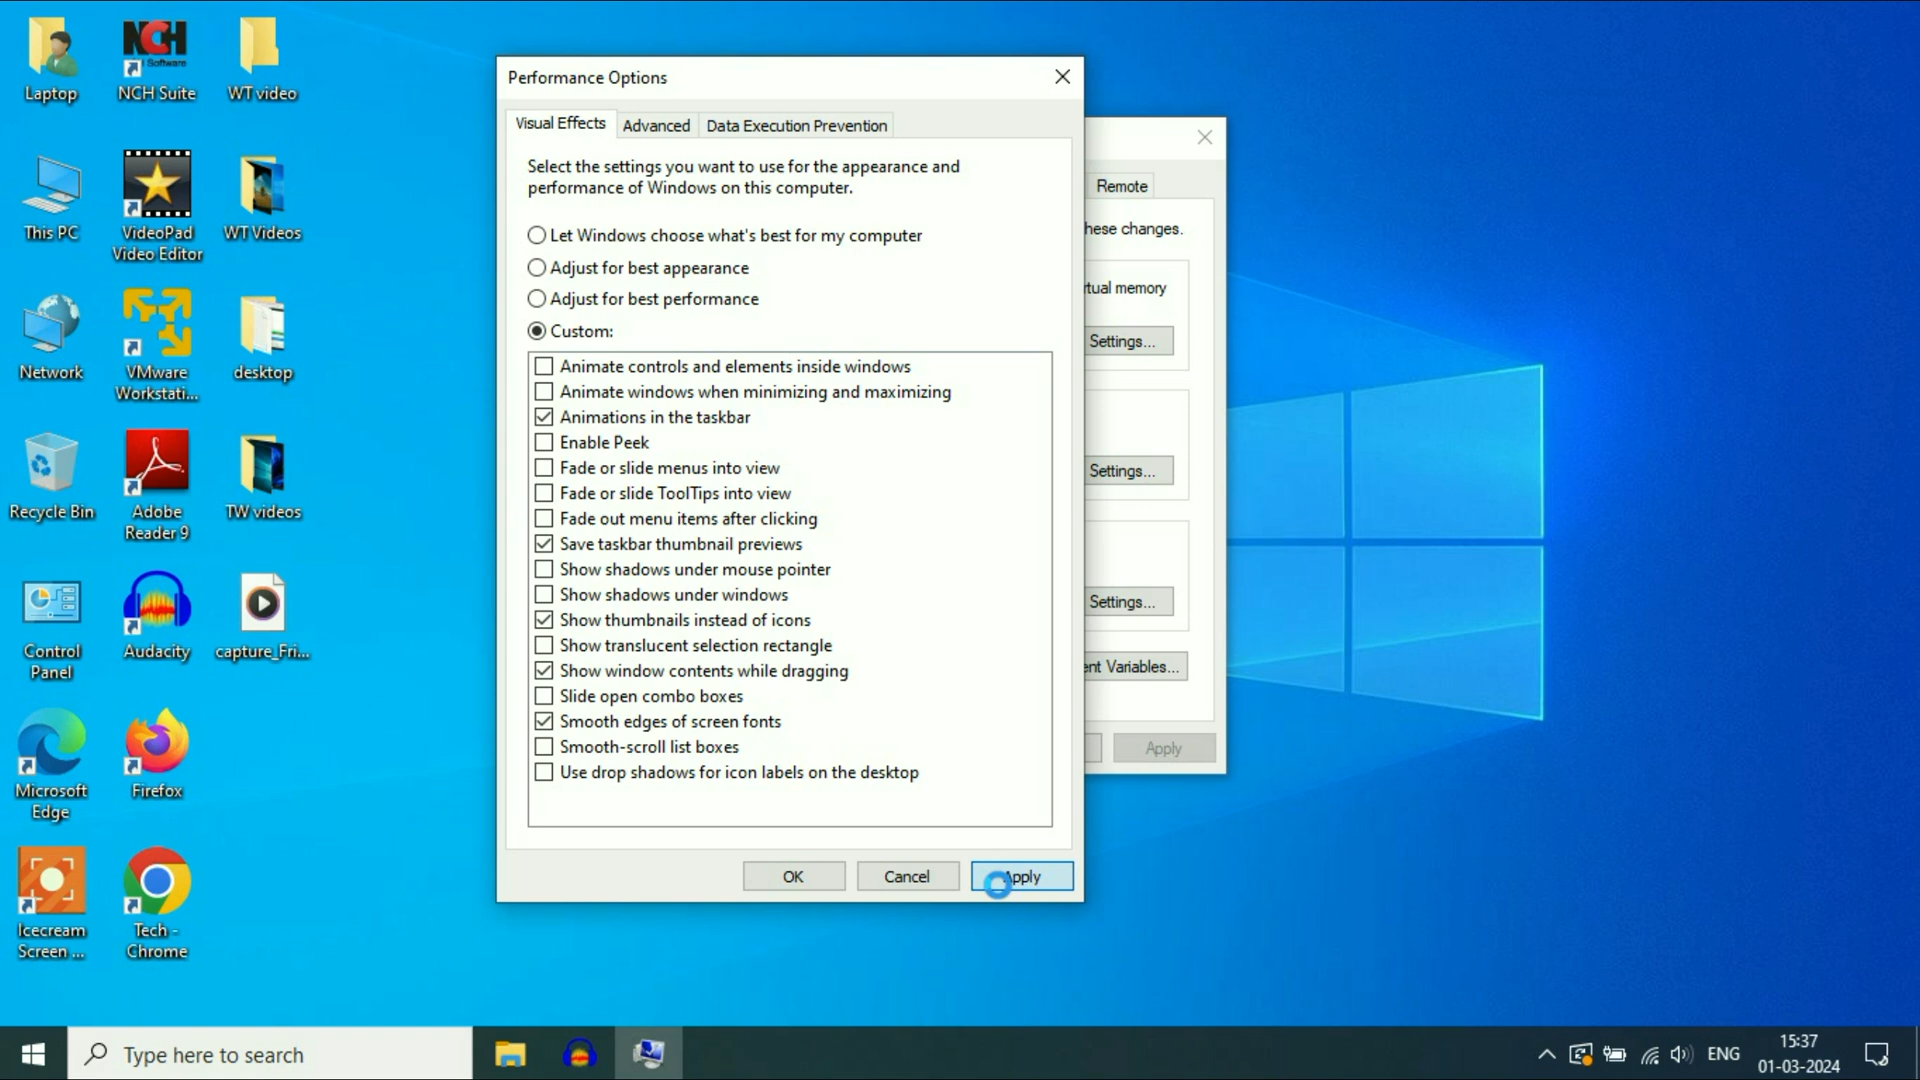 Laptop
NCH
Software
NCH Suite
WT video
This PC
VideoPad
Video Editor
WT Videos
Network
VMware
Workstati...
desktop
Recycle Bin
Adobe
Reader 9
TW videos
Control
Panel
Audacity
capture_Fri...
Microsoft
Edge
Firefox
Icecream
Screen ...
Tech -
Chrome
Performance Options
Visual Effects
Advanced
Data Execution Prevention
Select the settings you want to use for the appearance and
performance of Windows on this computer.
Let Windows choose what's best for my computer
Adjust for best appearance
Adjust for best performance
Custom:
Animate controls and elements inside windows
Animate windows when minimizing and maximizing
Animations in the taskbar
Enable Peek
Fade or slide menus into view
Fade or slide ToolTips into view
Fade out menu items after clicking
Save taskbar thumbnail previews
Show shadows under mouse pointer
Show shadows under windows
Show thumbnails instead of icons
Show translucent selection rectangle
Show window contents while dragging
Slide open combo boxes
Smooth edges of screen fonts
Smooth-scroll list boxes
Use drop shadows for icon labels on the desktop
OK
Cancel
Apply
Remote
hese changes.
rtual memory
Settings...
Settings...
Settings...
ent Variables...
Apply
Type here to search
ENG
15:37
01-03-2024